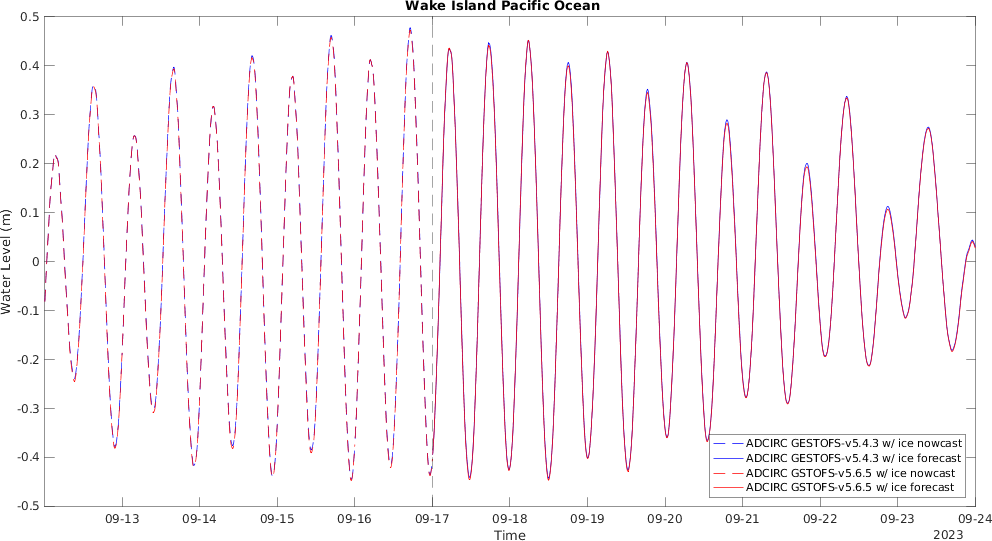 Wake Island Pacific Ocean
0.5
0.4
0.3
0.2
0.1
0
-0.1
-0.2
-0.3
-0.4
-0.5
Water Level (m)
ADCIRC GESTOFS-v5.4.3 w/ ice nowcast
ADCIRC GESTOFS-v5.4.3 w/ ice forecast
ADCIRC GSTOFS-v5.6.5 w/ ice nowcast
ADCIRC GSTOFS-v5.6.5 w/ ice forecast
09-13 09-14 09-15 09-16 09-17 09-18 09-19 09-20 09-21 09-22 09-23 09-24
Time
2023